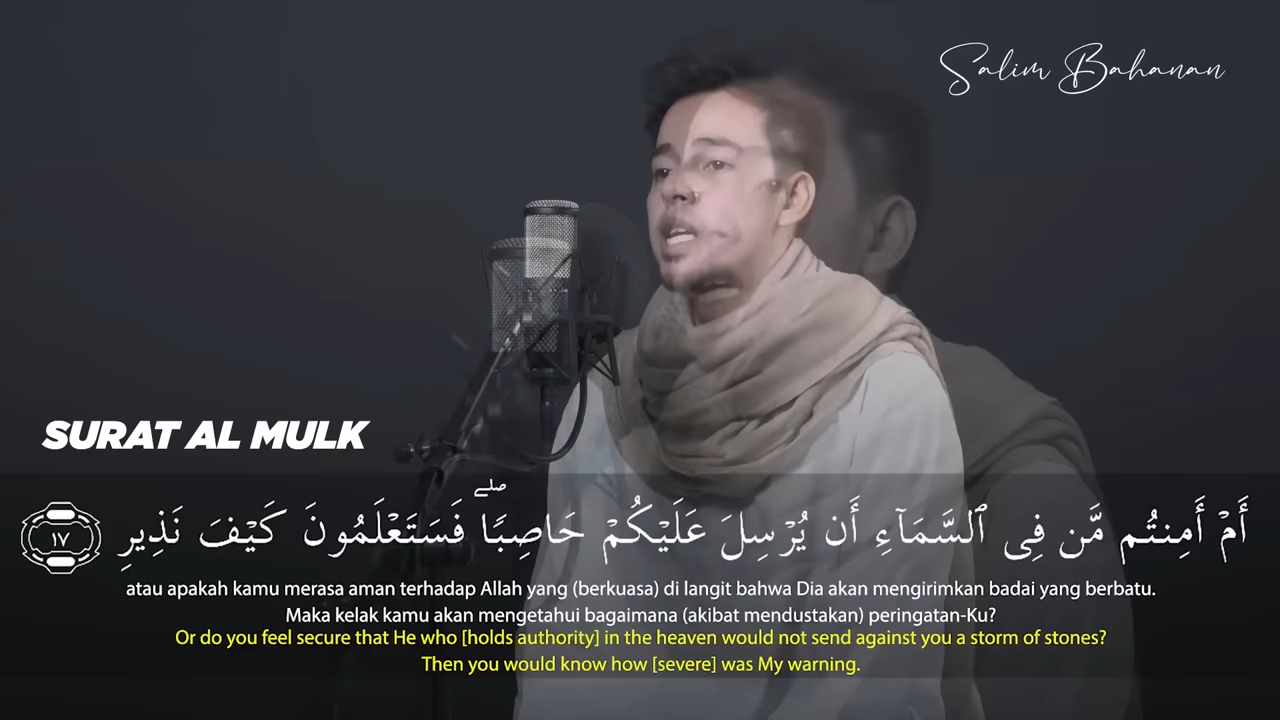 Salim Bahanan
SURAT AL MULK
أَمْ أَمِنتُم مَّن فِى ٱلسَّمَآءِ أَن يُرْسِلَ عَلَيْكُمْ حَاصِبًا ۖ فَسَتَعْلَمُونَ كَيْفَ نَذِيرِ ١٧
atau apakah kamu merasa aman terhadap Allah yang (berkuasa) di langit bahwa Dia akan mengirimkan badai yang berbatu.
Maka kelak kamu akan mengetahui bagaimana (akibat mendustakan) peringatan-Ku?
Or do you feel secure that He who [holds authority] in the heaven would not send against you a storm of stones?
Then you would know how [severe] was My warning.